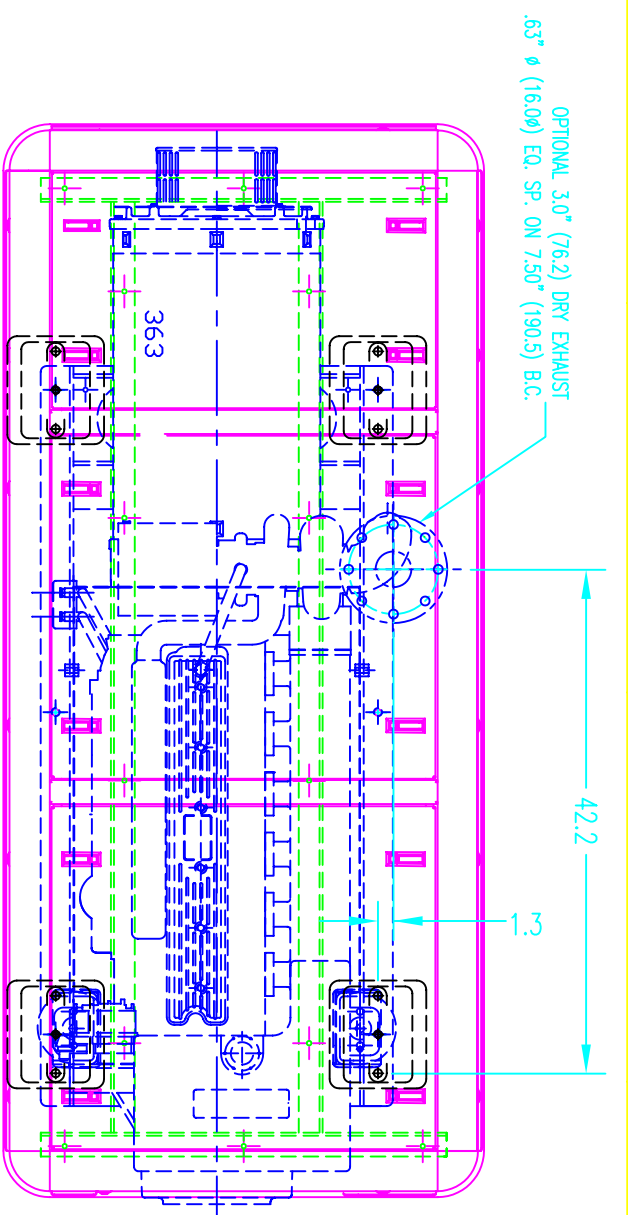 OPTIONAL 3.0" (76.2) DRY EXHAUST
.63" ø (16.0ø) EQ. SP. ON 7.50" (190.5) B.C.
42.2
1.3
363